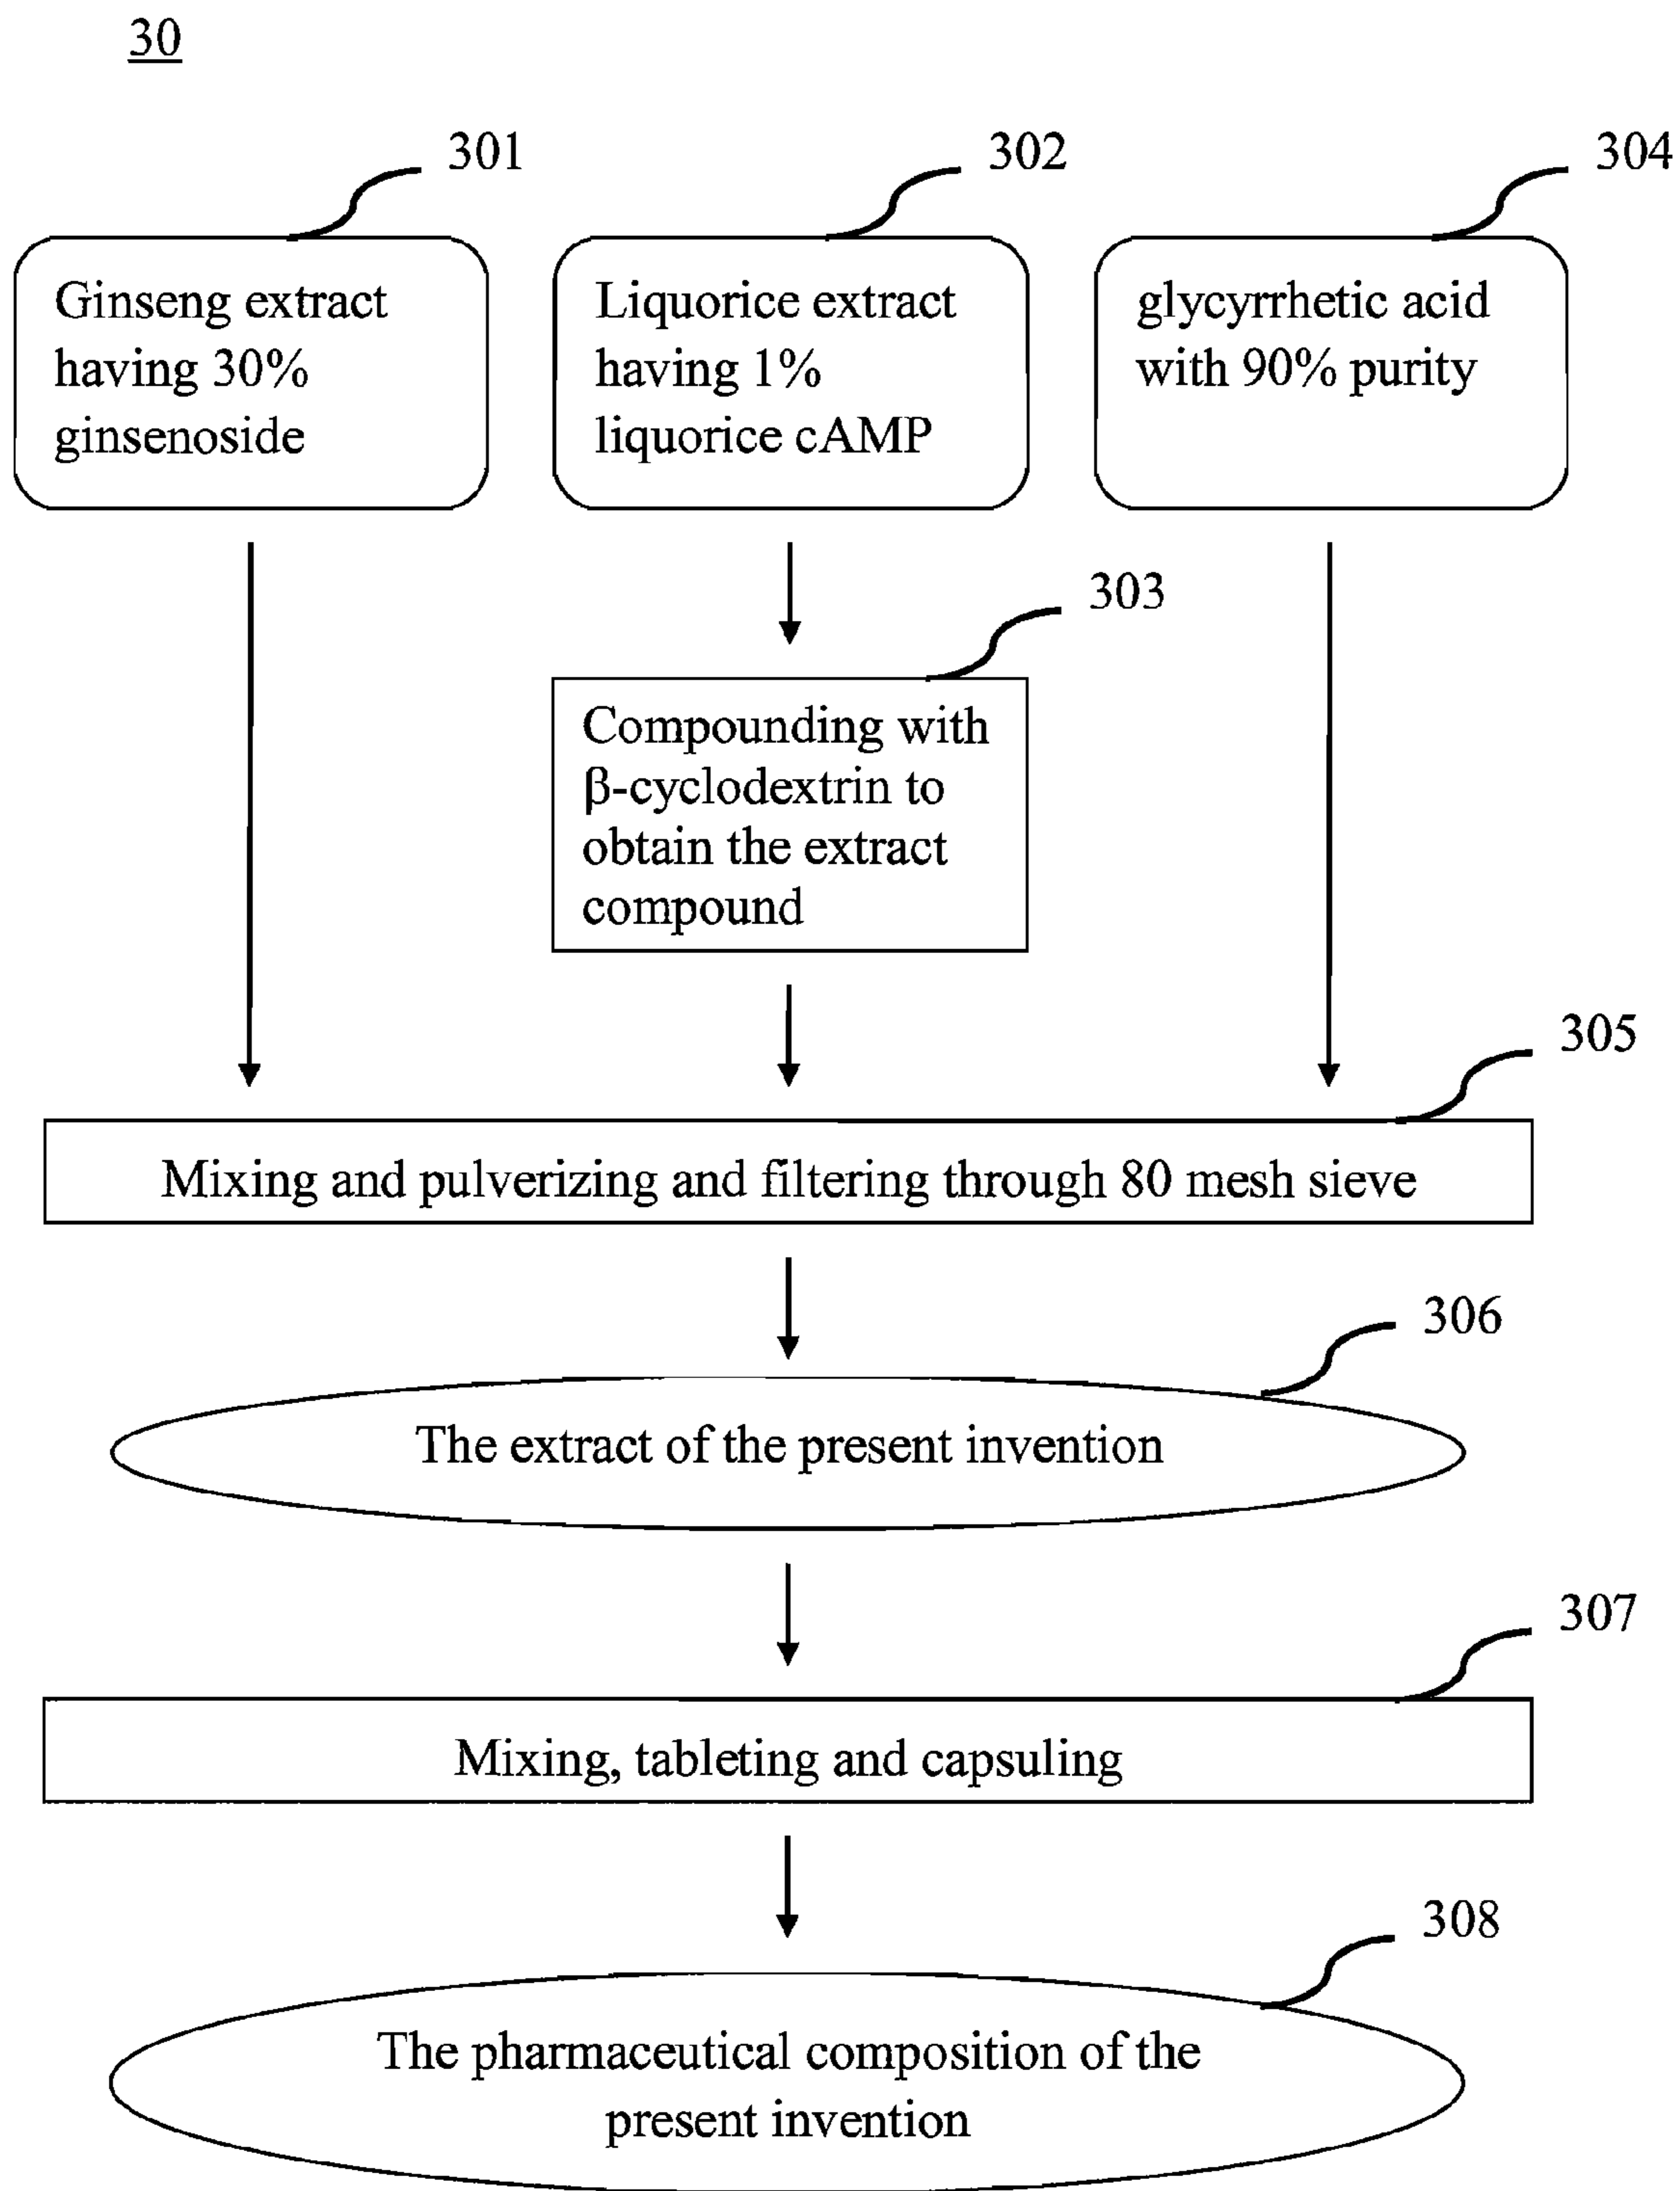 30
301
302
304
Ginseng extract
having 30%
ginsenoside
Liquorice extract
having 1%
liquorice cAMP
glycyrrhetic acid
with 90% purity
303
Compounding with
β-cyclodextrin to
obtain the extract
compound
305
Mixing and pulverizing and filtering through 80 mesh sieve
306
The extract of the present invention
307
Mixing, tableting and capsuling
308
The pharmaceutical composition of the
present invention